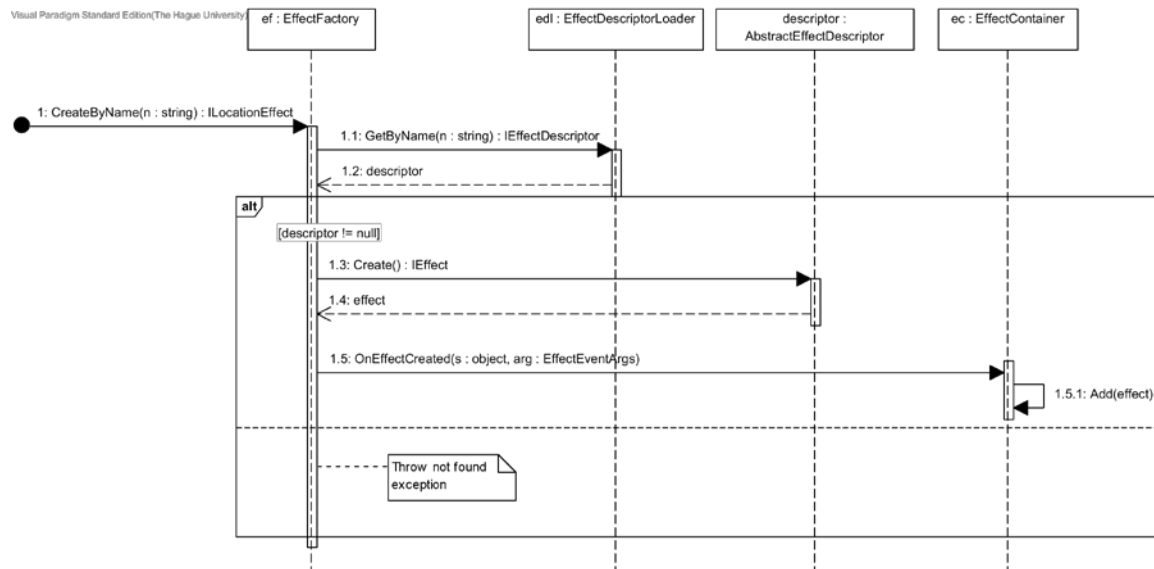 Visual Paradigm Standard Edition(The Hague University)
ef : EffectFactory
edl : EffectDescriptorLoader
descriptor :
AbstractEffectDescriptor
ec : EffectContainer
1: CreateByName(n : string) : ILocationEffect
1.1: GetByName(n : string) : IEffectDescriptor
1.2: descriptor
alt
[descriptor != null]
1.3: Create() : IEffect
1.4: effect
1.5: OnEffectCreated(s : object, arg : EffectEventArgs)
1.5.1: Add(effect)
Throw not found
exception